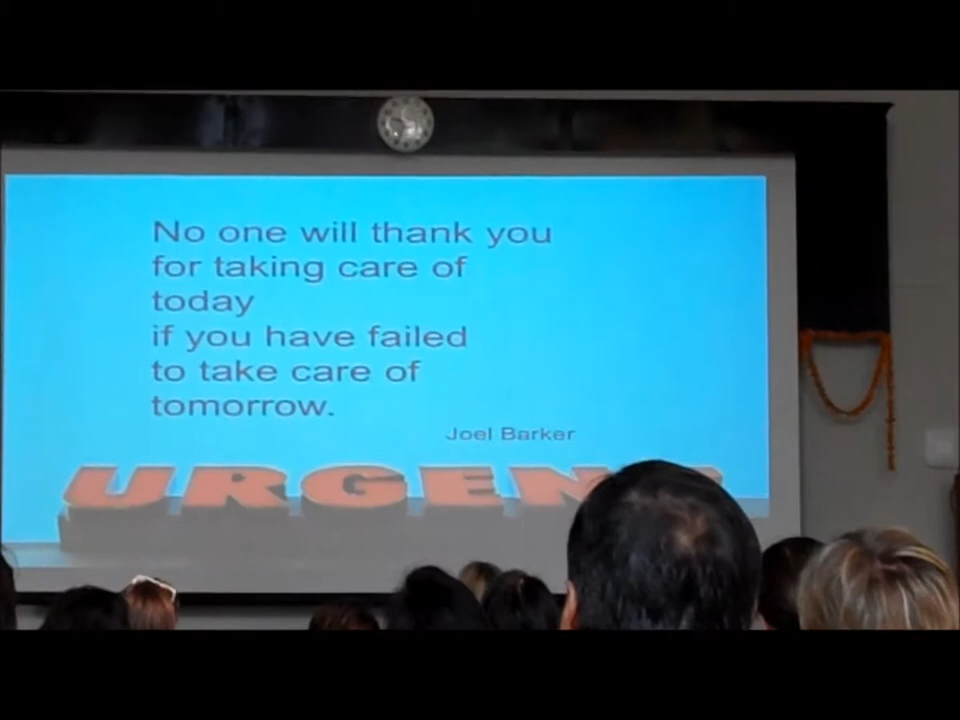 No one will thank you
for taking care of
today
if you have failed
to take care of
tomorrow.
Joel Barker
URGEN